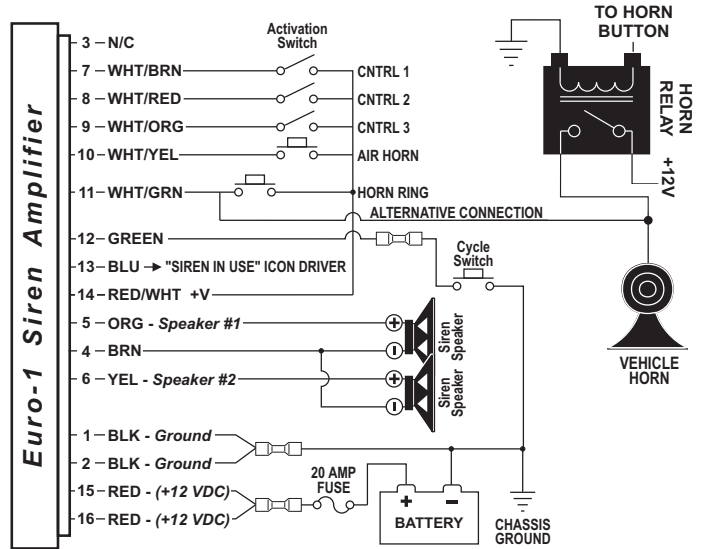 Euro-1 Siren Amplifier
3 – N/C
7 – WHT/BRN
8 – WHT/RED
9 – WHT/ORG
10 – WHT/YEL
11 – WHT/GRN
12 – GREEN
13 – BLU → "SIREN IN USE" ICON DRIVER
14 – RED/WHT +V
5 – ORG - Speaker #1
4 – BRN
6 – YEL - Speaker #2
1 – BLK - Ground
2 – BLK - Ground
15 – RED - (+12 VDC)
16 – RED - (+12 VDC)
Activation
Switch
CNTRL 1
CNTRL 2
CNTRL 3
AIR HORN
HORN RING
ALTERNATIVE CONNECTION
Cycle
Switch
+
–
Siren
Speaker
+
–
Siren
Speaker
20 AMP
FUSE
+ –
BATTERY
CHASSIS
GROUND
TO HORN
BUTTON
HORN
RELAY
+12V
VEHICLE
HORN